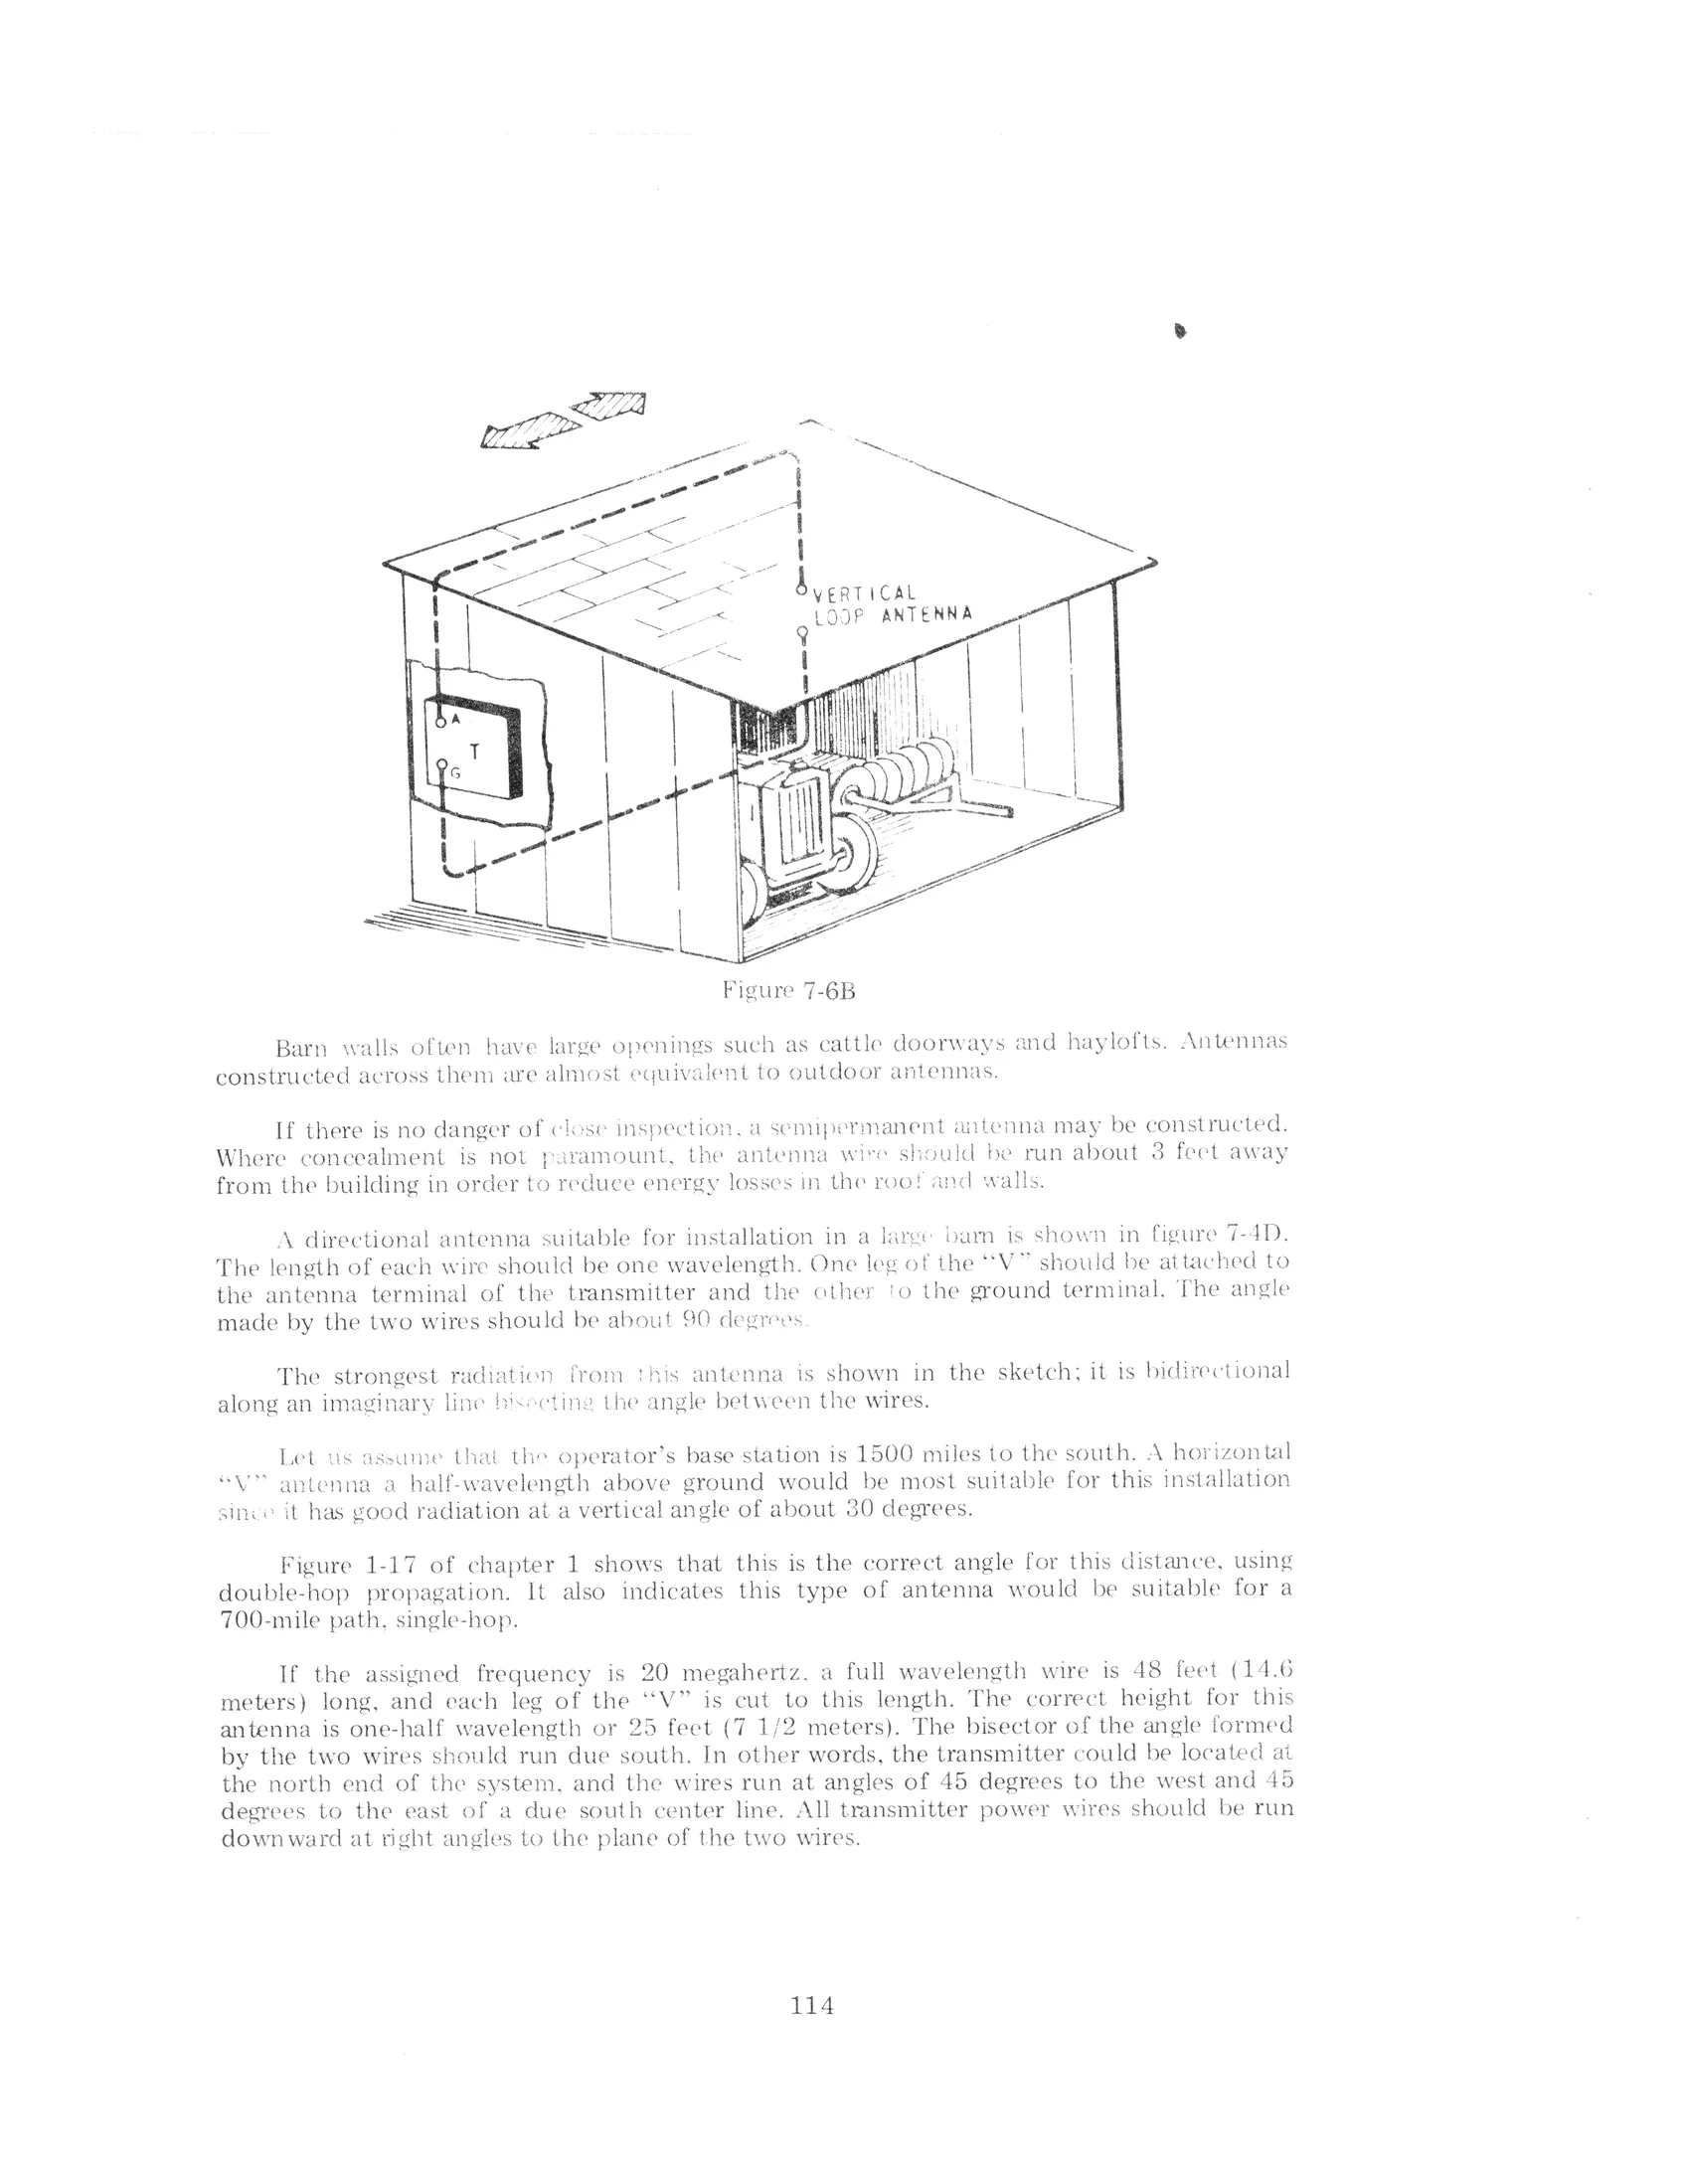 VERTICAL
LOOP ANTENNA
A
T
G
Figure 7-6B
Barn walls often have large openings such as cattle doorways and haylofts. Antennas
constructed across them are almost equivalent to outdoor antennas.
If there is no danger of close inspection, a semipermanent antenna may be constructed.
Where concealment is not paramount, the antenna wire should be run about 3 feet away
from the building in order to reduce energy losses in the roof and walls.
A directional antenna suitable for installation in a large barn is shown in figure 7-4D.
The length of each wire should be one wavelength. One leg of the “V” should be attached to
the antenna terminal of the transmitter and the other to the ground terminal. The angle
made by the two wires should be about 90 degrees.
The strongest radiation from this antenna is shown in the sketch; it is bidirectional
along an imaginary line bisecting the angle between the wires.
Let us assume that the operator’s base station is 1500 miles to the south. A horizontal
“V” antenna a half-wavelength above ground would be most suitable for this installation
since it has good radiation at a vertical angle of about 30 degrees.
Figure 1-17 of chapter 1 shows that this is the correct angle for this distance, using
double-hop propagation. It also indicates this type of antenna would be suitable for a
700-mile path, single-hop.
If the assigned frequency is 20 megahertz, a full wavelength wire is 48 feet (14.6
meters) long, and each leg of the “V” is cut to this length. The correct height for this
antenna is one-half wavelength or 25 feet (7 1/2 meters). The bisector of the angle formed
by the two wires should run due south. In other words, the transmitter could be located at
the north end of the system, and the wires run at angles of 45 degrees to the west and 45
degrees to the east of a due south center line. All transmitter power wires should be run
downward at right angles to the plane of the two wires.
114